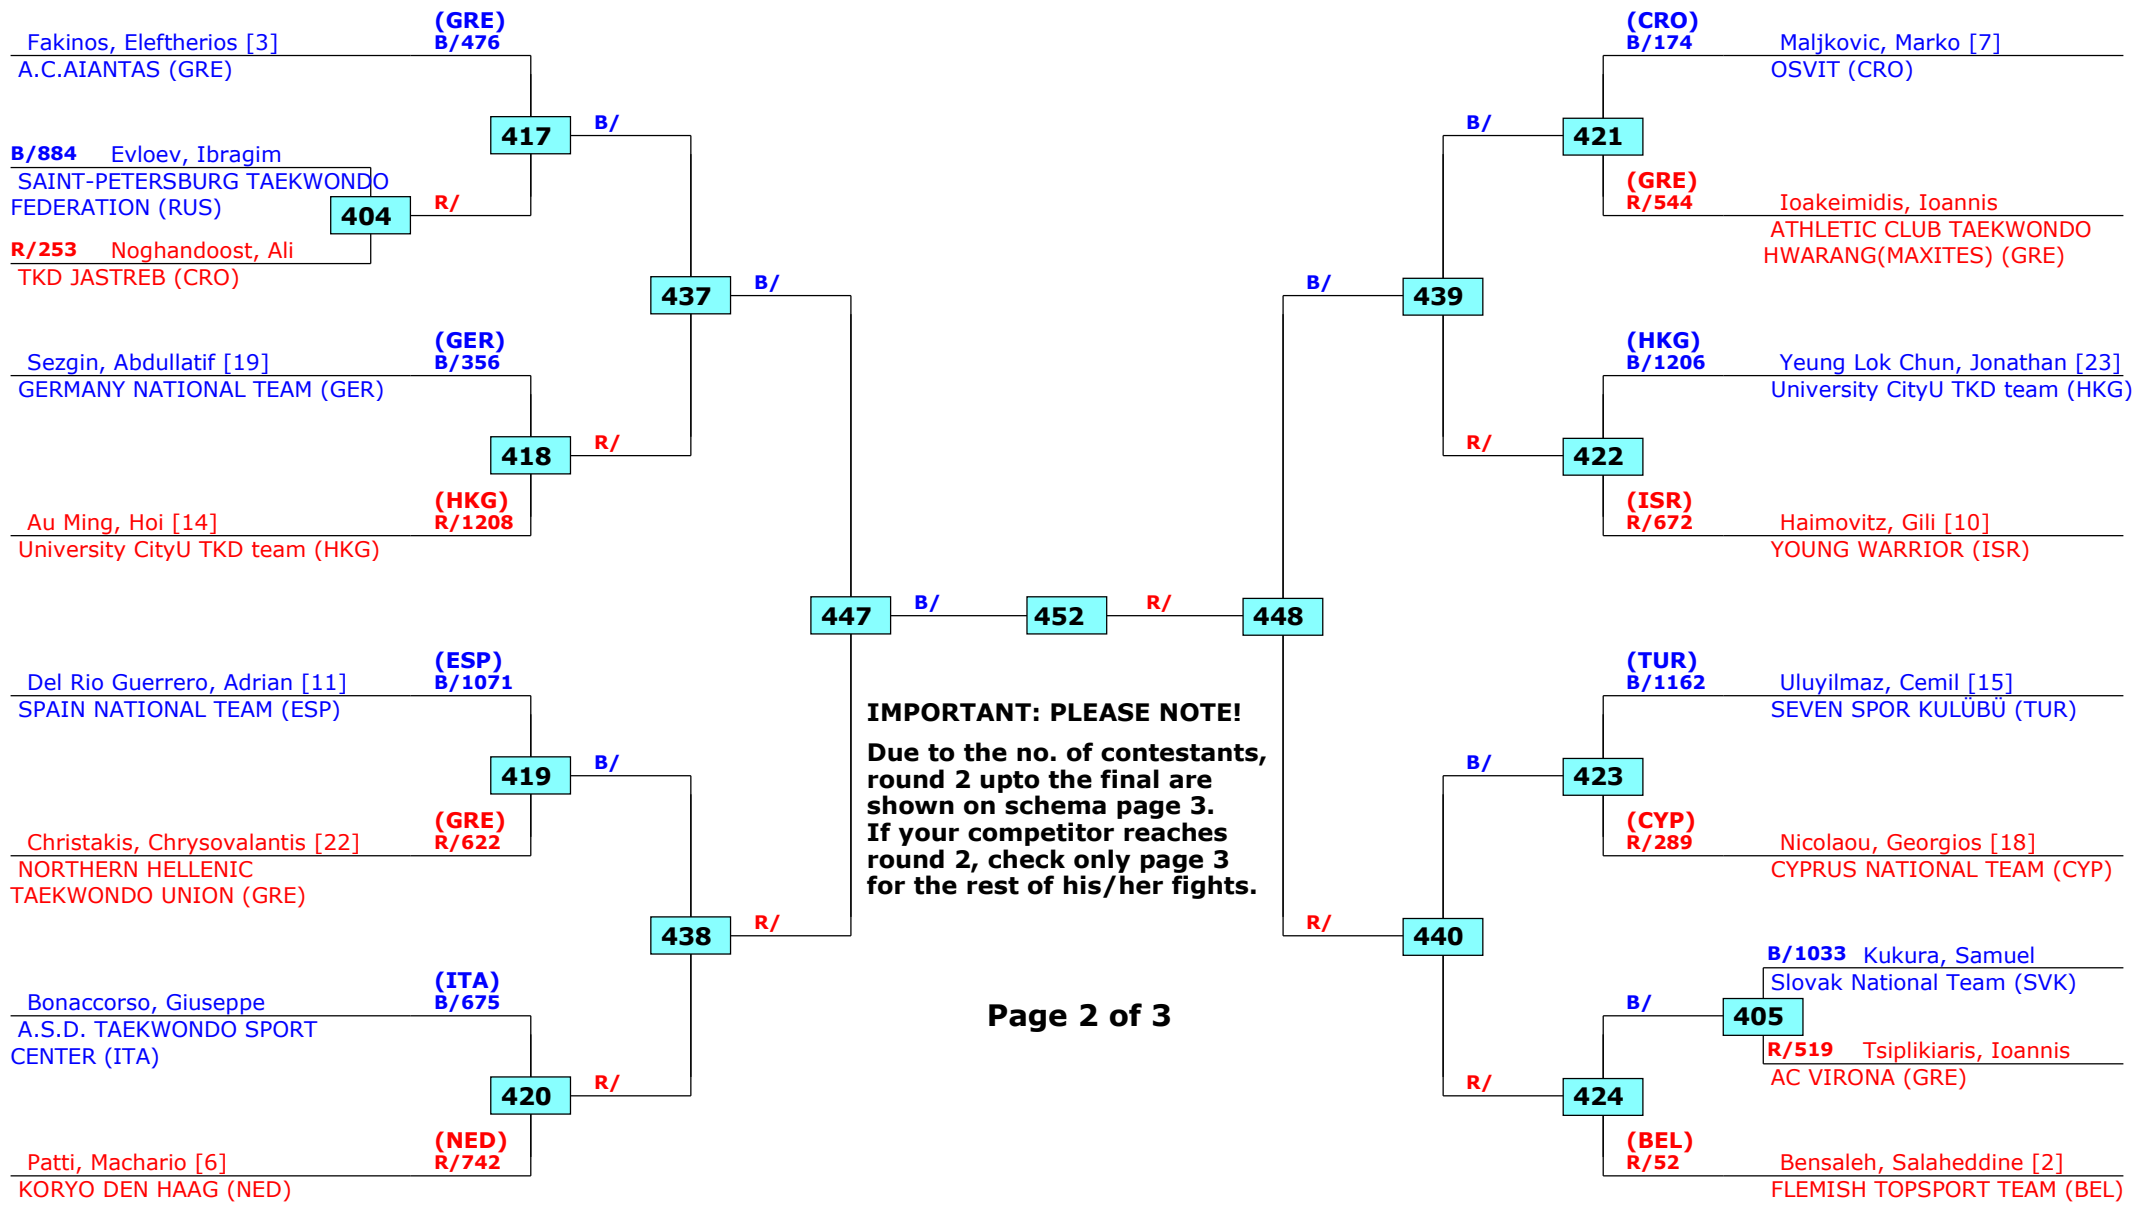 (GRE)
Fakinos, Eleftherios [3] B/476
A.C.AIANTAS (GRE)
417
B/
B/884 Evloev, Ibragim
SAINT-PETERSBURG TAEKWONDO
FEDERATION (RUS)
404
R/
R/253 Noghandoost, Ali
TKD JASTREB (CRO)
437
B/
(GER)
Sezgin, Abdullatif [19] B/356
GERMANY NATIONAL TEAM (GER)
418
R/
(HKG)
Au Ming, Hoi [14] R/1208
University CityU TKD team (HKG)
447
B/
452
R/
448
(ESP)
Del Rio Guerrero, Adrian [11] B/1071
SPAIN NATIONAL TEAM (ESP)
419
B/
(GRE)
Christakis, Chrysovalantis [22] R/622
NORTHERN HELLENIC
TAEKWONDO UNION (GRE)
438
R/
(ITA)
Bonaccorso, Giuseppe B/675
A.S.D. TAEKWONDO SPORT
CENTER (ITA)
420
R/
(NED)
Patti, Machario [6] R/742
KORYO DEN HAAG (NED)
IMPORTANT: PLEASE NOTE!
Due to the no. of contestants,
round 2 upto the final are
shown on schema page 3.
If your competitor reaches
round 2, check only page 3
for the rest of his/her fights.
Page 2 of 3
(CRO)
B/174 Maljkovic, Marko [7]
OSVIT (CRO)
B/
421
(GRE)
R/544 Ioakeimidis, Ioannis
ATHLETIC CLUB TAEKWONDO
HWARANG(MAXITES) (GRE)
B/
439
(HKG)
B/1206 Yeung Lok Chun, Jonathan [23]
University CityU TKD team (HKG)
R/
422
(ISR)
R/672 Haimovitz, Gili [10]
YOUNG WARRIOR (ISR)
(TUR)
B/1162 Uluyilmaz, Cemil [15]
SEVEN SPOR KULÜBÜ (TUR)
B/
423
(CYP)
R/289 Nicolaou, Georgios [18]
CYPRUS NATIONAL TEAM (CYP)
R/
440
B/1033 Kukura, Samuel
Slovak National Team (SVK)
B/
405
R/519 Tsiplikiaris, Ioannis
AC VIRONA (GRE)
R/
424
(BEL)
R/52 Bensaleh, Salaheddine [2]
FLEMISH TOPSPORT TEAM (BEL)